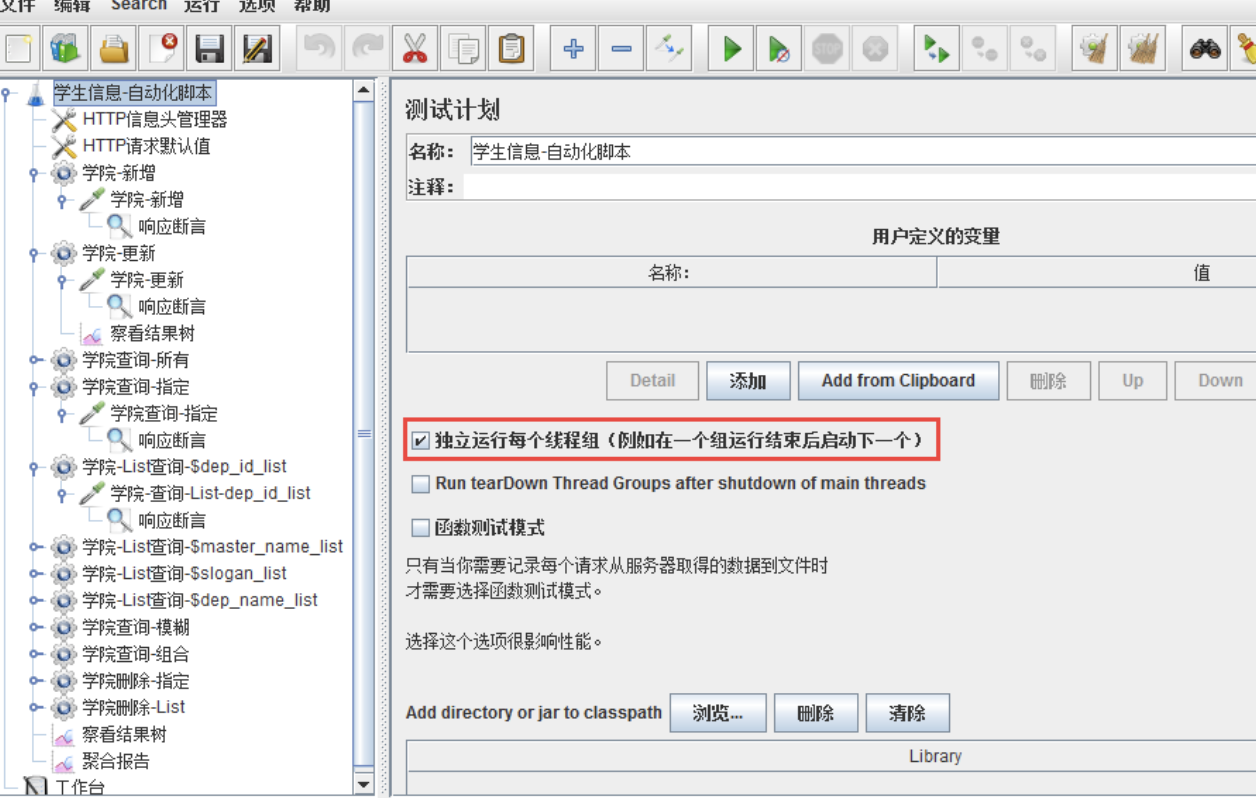 文件 编辑 Search 运行 选项 帮助
STOP
学生信息-自动化脚本
HTTP信息头管理器
HTTP请求默认值
学院-新增
学院-新增
响应断言
学院-更新
学院-更新
响应断言
察看结果树
学院查询-所有
学院查询-指定
学院查询-指定
响应断言
学院-List查询-$dep_id_list
学院-查询-List-dep_id_list
响应断言
学院-List查询-$master_name_list
学院-List查询-$slogan_list
学院-List查询-$dep_name_list
学院查询-模糊
学院查询-组合
学院删除-指定
学院删除-List
察看结果树
聚合报告
工作台
测试计划
名称： 学生信息-自动化脚本
注释：
用户定义的变量
名称: 值
Detail 添加 Add from Clipboard 删除 Up Down
独立运行每个线程组（例如在一个组运行结束后启动下一个）
Run tearDown Thread Groups after shutdown of main threads
函数测试模式
只有当你需要记录每个请求从服务器取得的数据到文件时
才需要选择函数测试模式。
选择这个选项很影响性能。
Add directory or jar to classpath 浏览... 删除 清除
Library